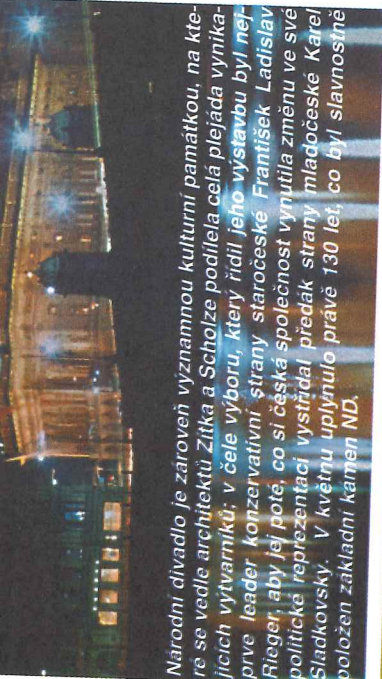 Národní divadlo je zároveň významnou kulturní památkou, na kte-
ré se vedle architektů Zítka a Scholze podílela celá plejáda vynika-
jících výtvarníků; v čele výboru, který řídil jeho výstavbu byl nej-
prve leader konzervativní strany staročeské František Ladislav
Rieger, aby jej poté, co si česká společnost vynutila změnu ve své
politické reprezentaci vystřídal předák strany mladočeské Karel
Sladkovský. V květnu uplynulo právě 130 let, co byl slavnostně
položen základní kámen ND.